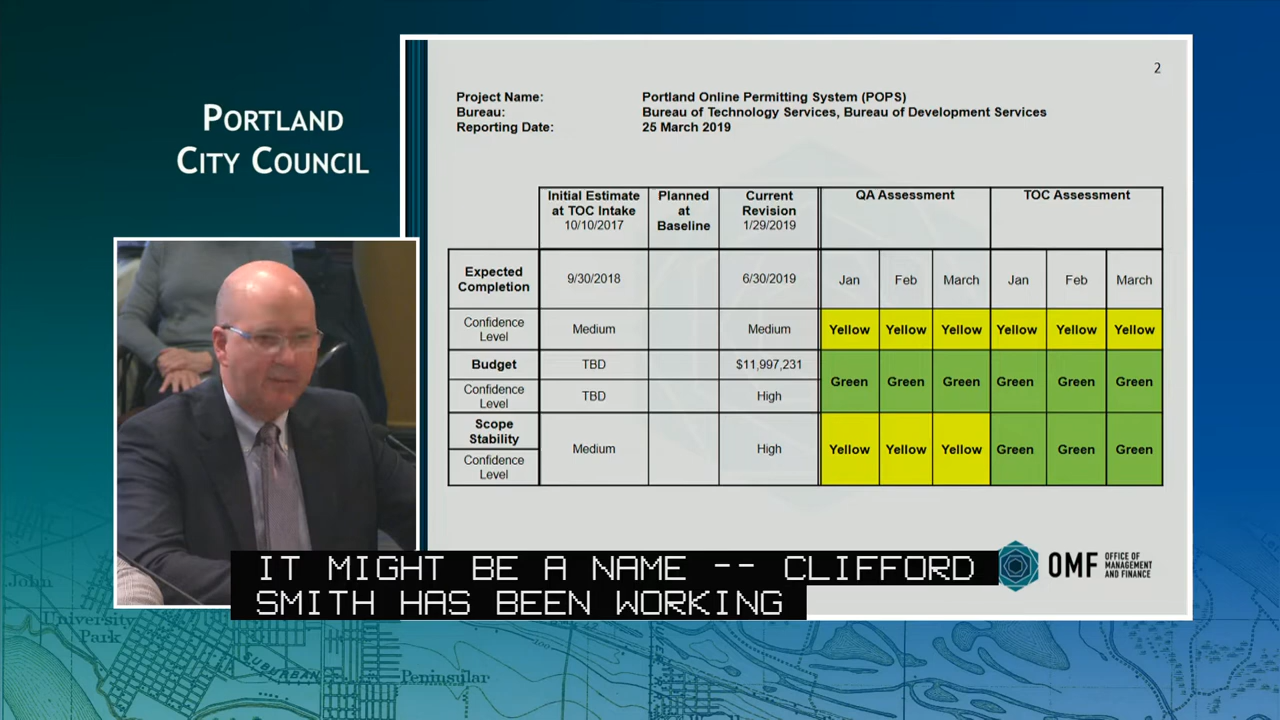 PORTLAND
CITY COUNCIL
2
Project Name: Portland Online Permitting System (POPS)
Bureau: Bureau of Technology Services, Bureau of Development Services
Reporting Date: 25 March 2019
Initial Estimate at TOC Intake 10/10/2017 Planned at Baseline Current Revision 1/29/2019 QA Assessment TOC Assessment
Expected Completion 9/30/2018 6/30/2019 Jan Feb March Jan Feb March
Confidence Level Medium Medium Yellow Yellow Yellow Yellow Yellow Yellow
Budget TBD $11,997,231 Green Green Green Green Green Green
Confidence Level TBD High
Scope Stability Medium High Yellow Yellow Yellow Green Green Green
Confidence Level
OMF OFFICE OF MANAGEMENT AND FINANCE
IT MIGHT BE A NAME -- CLIFFORD
SMITH HAS BEEN WORKING
John
University
Park
SUBURBAN
Peninsular